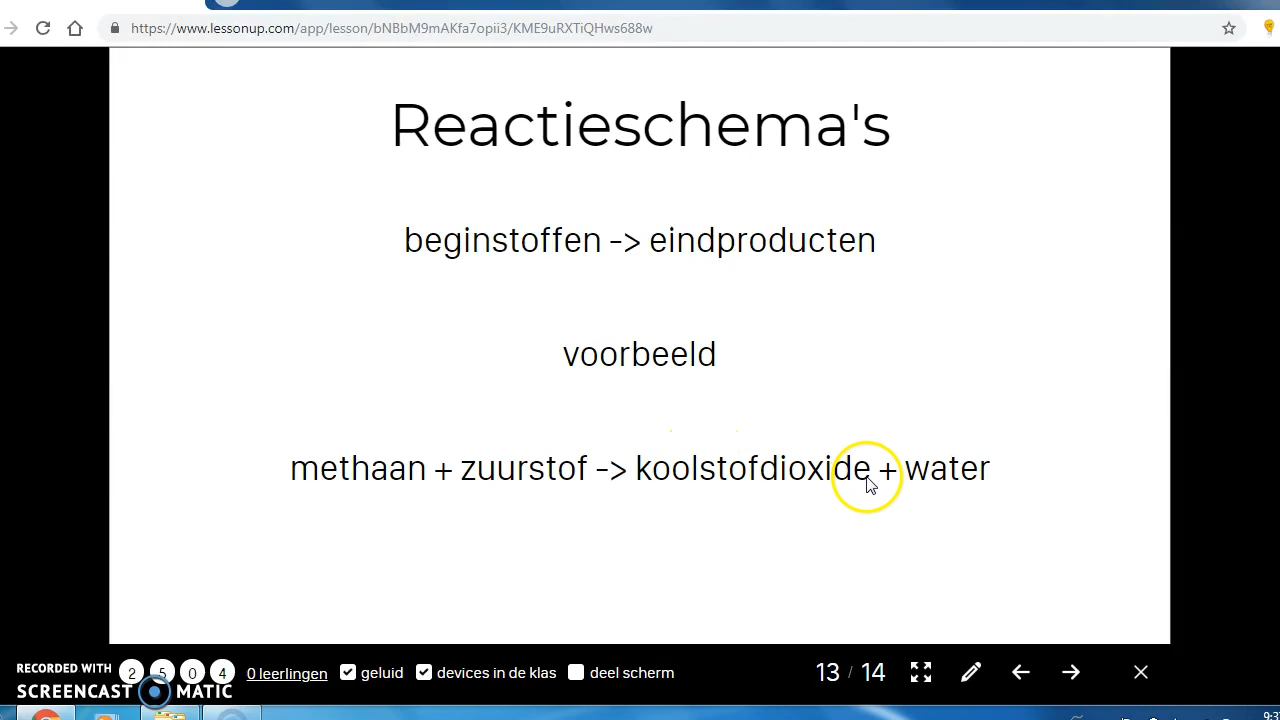 https://www.lessonup.com/app/lesson/bNBbM9mAKfa7opii3/KME9uRXTiQHws688w
Reactieschema's
beginstoffen -> eindproducten
voorbeeld
methaan + zuurstof -> koolstofdioxide + water
RECORDED WITH 2 5 0 4
SCREENCAST MATIC
0 leerlingen geluid devices in de klas deel scherm 13 / 14